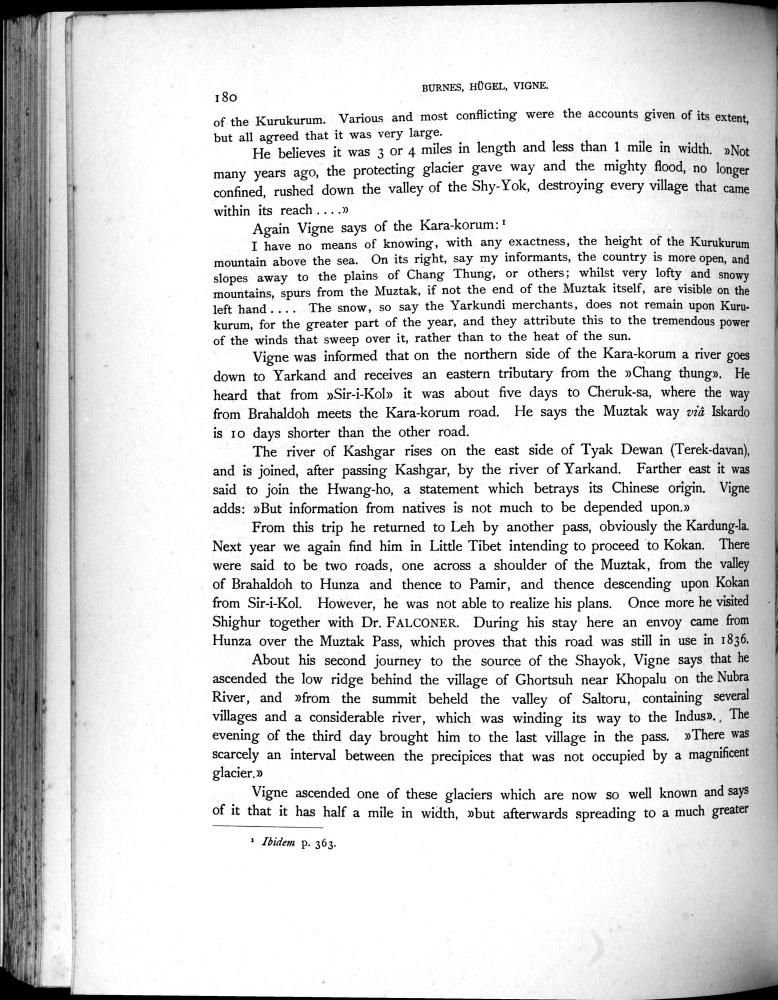 180
BURNES, HÜGEL, VIGNE.
of the Kurukurum. Various and most conflicting were the accounts given of its extent,
but all agreed that it was very large.
He believes it was 3 or 4 miles in length and less than 1 mile in width. »Not
many years ago, the protecting glacier gave way and the mighty flood, no longer
confined, rushed down the valley of the Shy-Yok, destroying every village that came
within its reach ....»
Again Vigne says of the Kara-korum: ¹
I have no means of knowing, with any exactness, the height of the Kurukurum
mountain above the sea. On its right, say my informants, the country is more open, and
slopes away to the plains of Chang Thung, or others; whilst very lofty and snowy
mountains, spurs from the Muztak, if not the end of the Muztak itself, are visible on the
left hand .... The snow, so say the Yarkundi merchants, does not remain upon Kuru-
kurum, for the greater part of the year, and they attribute this to the tremendous power
of the winds that sweep over it, rather than to the heat of the sun.
Vigne was informed that on the northern side of the Kara-korum a river goes
down to Yarkand and receives an eastern tributary from the »Chang thung». He
heard that from »Sir-i-Kol» it was about five days to Cheruk-sa, where the way
from Brahaldoh meets the Kara-korum road. He says the Muztak way viâ Iskardo
is 10 days shorter than the other road.
The river of Kashgar rises on the east side of Tyak Dewan (Terek-davan),
and is joined, after passing Kashgar, by the river of Yarkand. Farther east it was
said to join the Hwang-ho, a statement which betrays its Chinese origin. Vigne
adds: »But information from natives is not much to be depended upon.»
From this trip he returned to Leh by another pass, obviously the Kardung-la.
Next year we again find him in Little Tibet intending to proceed to Kokan. There
were said to be two roads, one across a shoulder of the Muztak, from the valley
of Brahaldoh to Hunza and thence to Pamir, and thence descending upon Kokan
from Sir-i-Kol. However, he was not able to realize his plans. Once more he visited
Shighur together with Dr. FALCONER. During his stay here an envoy came from
Hunza over the Muztak Pass, which proves that this road was still in use in 1836.
About his second journey to the source of the Shayok, Vigne says that he
ascended the low ridge behind the village of Ghortsuh near Khopalu on the Nubra
River, and »from the summit beheld the valley of Saltoru, containing several
villages and a considerable river, which was winding its way to the Indus». The
evening of the third day brought him to the last village in the pass. »There was
scarcely an interval between the precipices that was not occupied by a magnificent
glacier.»
Vigne ascended one of these glaciers which are now so well known and says
of it that it has half a mile in width, »but afterwards spreading to a much greater
¹ Ibidem p. 363.